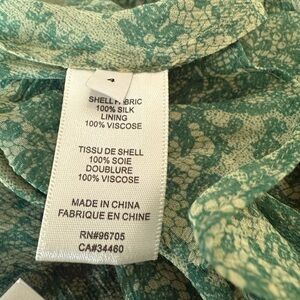 4
SHELL FABRIC
100% SILK
LINING
100% VISCOSE
TISSU DE SHELL
100% SOIE
DOUBLURE
100% VISCOSE
MADE IN CHINA
FABRIQUE EN CHINE
RN#96705
CA#34460